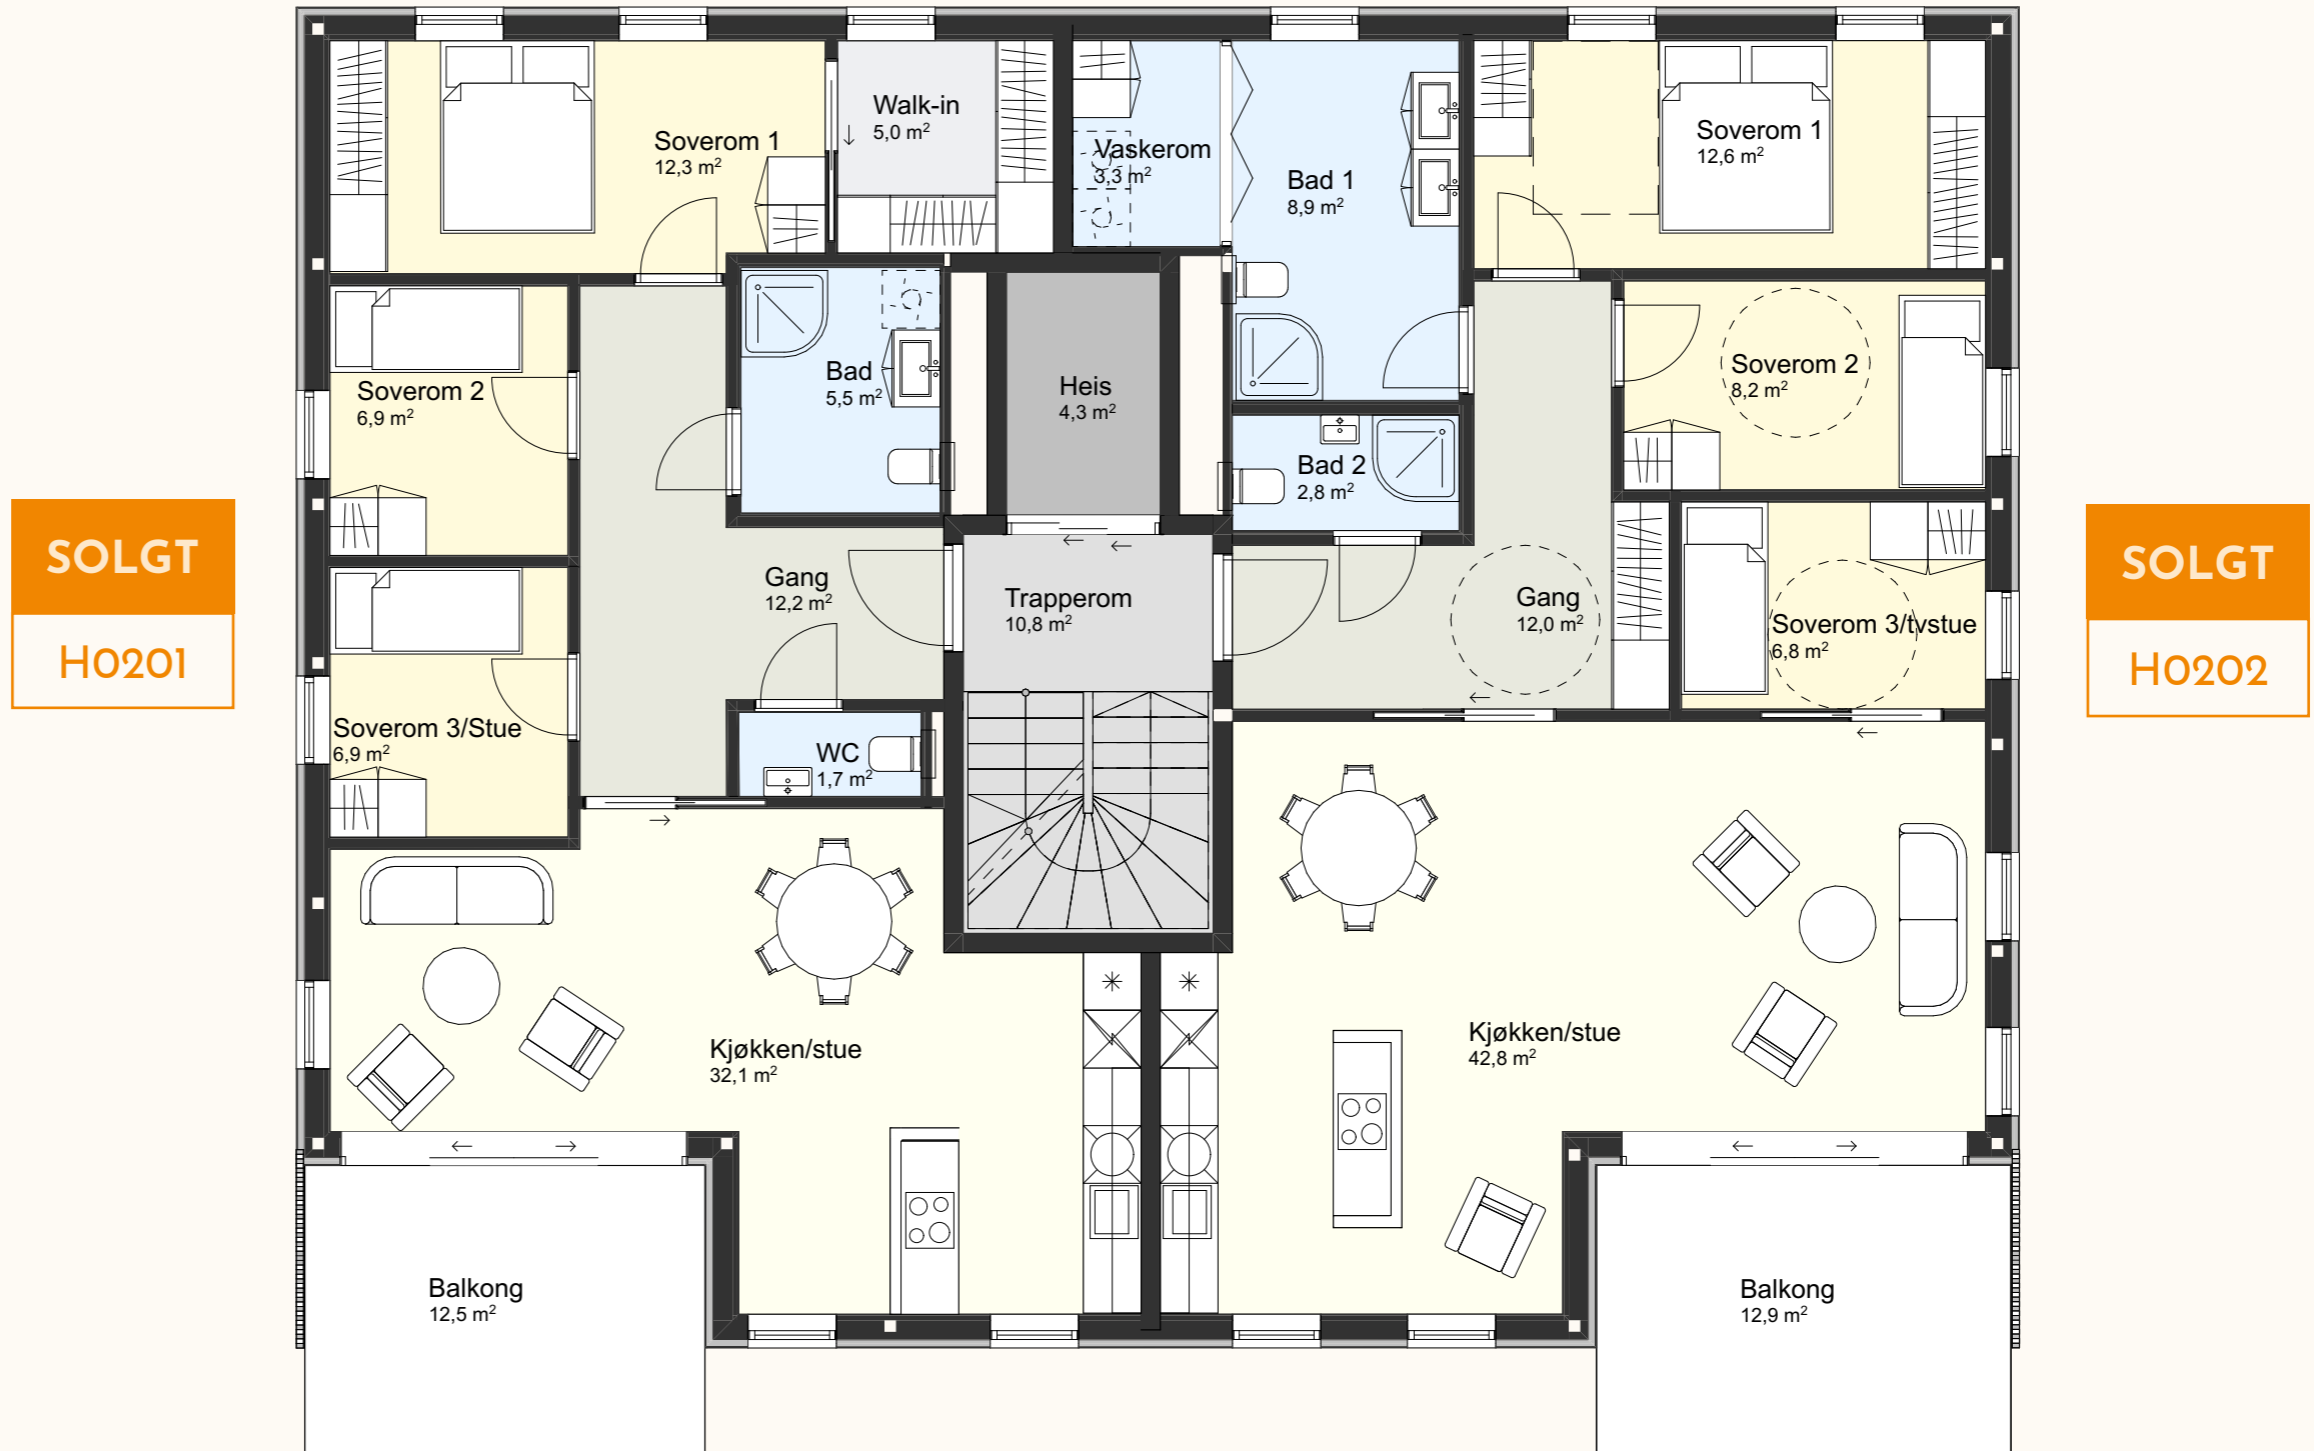 Soverom 1
12,3 m²
Walk-in
5,0 m²
Vaskerom
3,3 m²
Bad 1
8,9 m²
Soverom 1
12,6 m²
Soverom 2
6,9 m²
Bad
5,5 m²
Heis
4,3 m²
Bad 2
2,8 m²
Soverom 2
8,2 m²
SOLGT
H0201
Gang
12,2 m²
Trapperom
10,8 m²
Gang
12,0 m²
Soverom 3/tvstue
6,8 m²
SOLGT
H0202
Soverom 3/Stue
6,9 m²
WC
1,7 m²
Kjøkken/stue
32,1 m²
Kjøkken/stue
42,8 m²
Balkong
12,5 m²
Balkong
12,9 m²